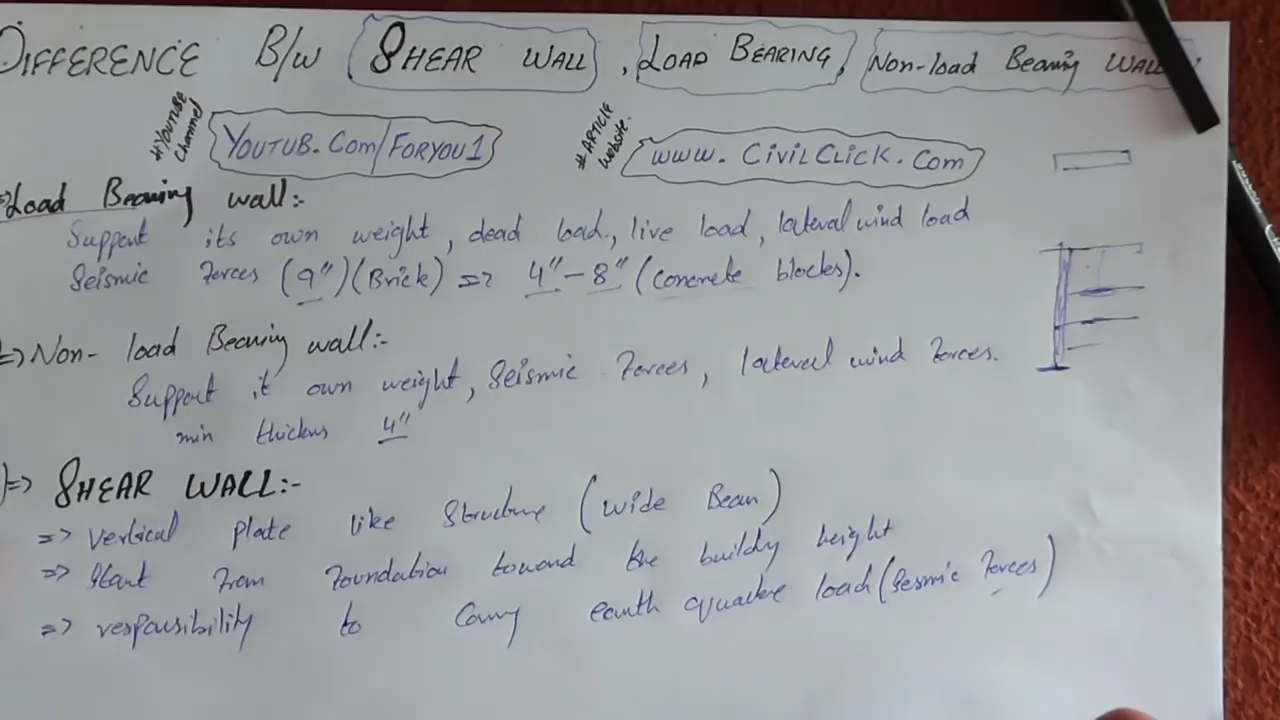 DIFFERENCE B/W SHEAR WALL, LOAD BEARING, Non-load Bearing WALL.
#YOUTUBE Channel
YOUTUB.Com/FORYOU1
#ARTICLE website.
www.CIVILCLICK.Com
=>Load Bearing wall:-
Support its own weight, dead load, live load, lateral wind load
Seismic Forces (9")(Brick) => 4"-8" (concrete blocks).
=> Non-load Bearing wall:-
Support it own weight, Seismic Forces, lateral wind Forces.
min thicknes 4"
=> SHEAR WALL:-
=> vertical plate like Structure (wide Beam)
=> Start From Foundation toward the building height
=> responsibility to carry earth quacke load (Sesmic Forces)